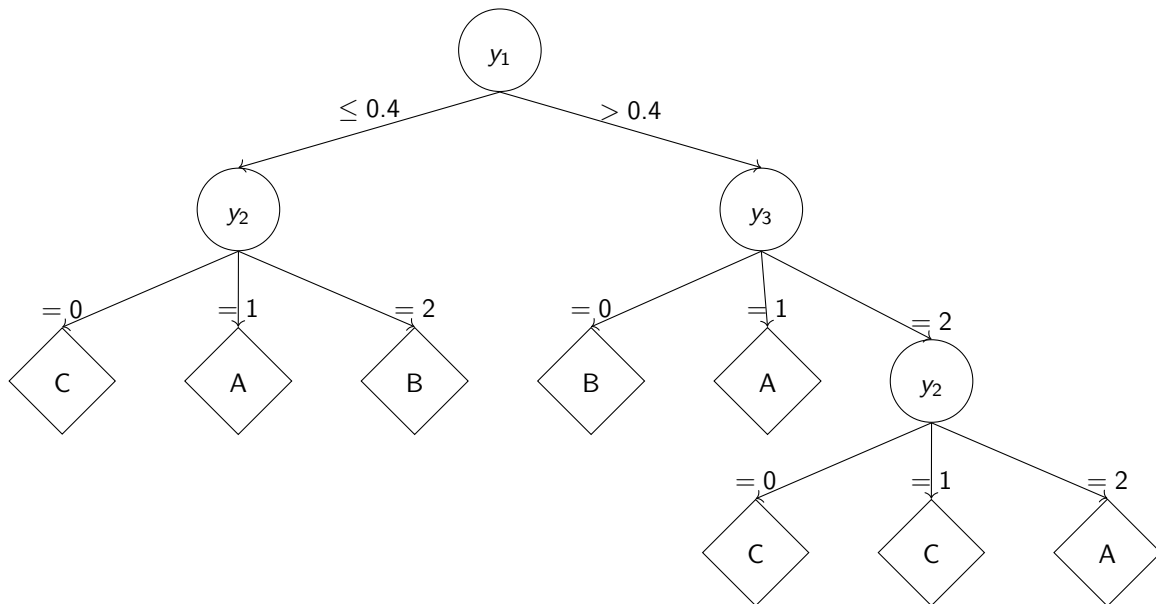 y₁
≤ 0.4 > 0.4
y₂ y₃
= 0 = 1 = 2 = 0 = 1 = 2
C A B B A y₂
= 0 = 1 = 2
C C A